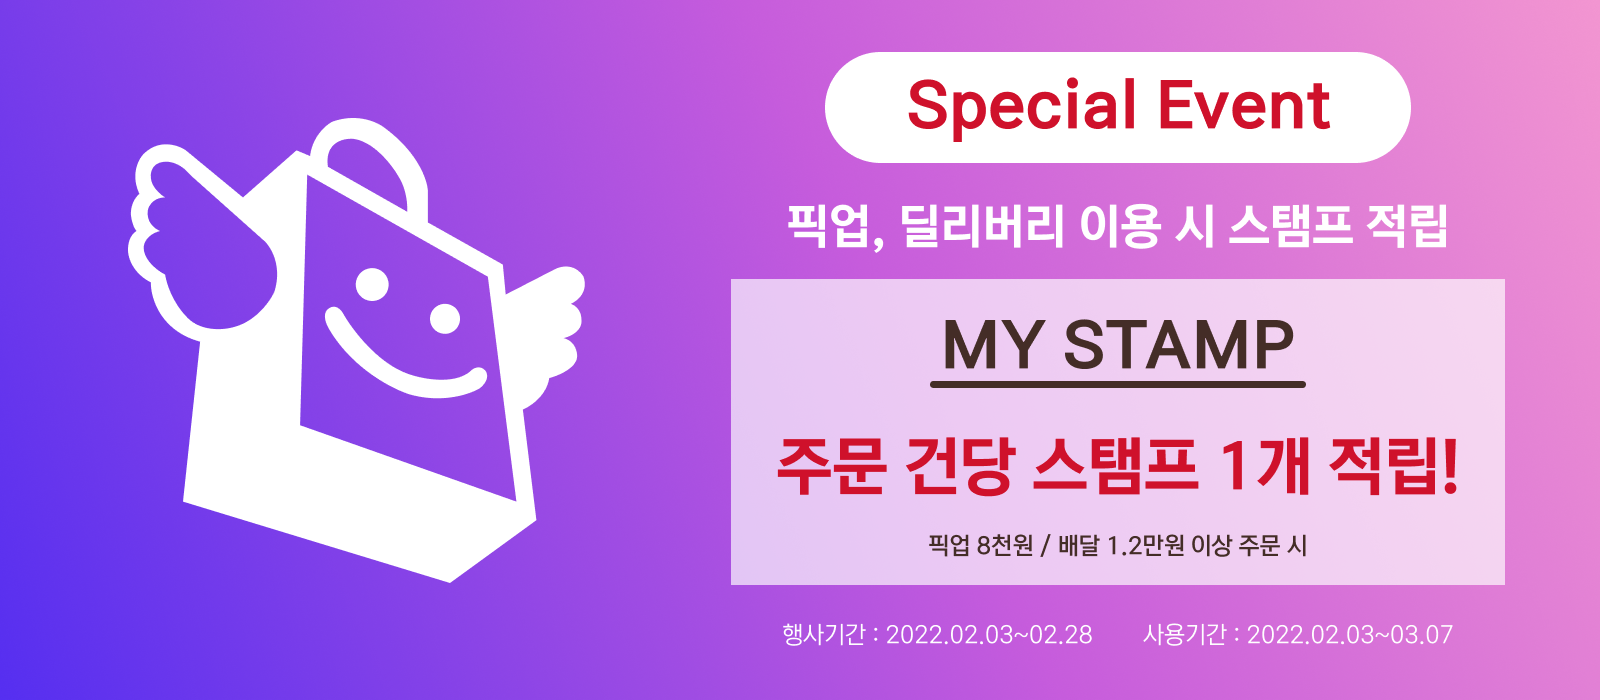 Special Event
픽업, 딜리버리 이용 시 스탬프 적립
MY STAMP
주문 건당 스탬프 1개 적립!
픽업 8천원 / 배달 1.2만원 이상 주문 시
행사기간 : 2022.02.03~02.28 사용기간 : 2022.02.03~03.07